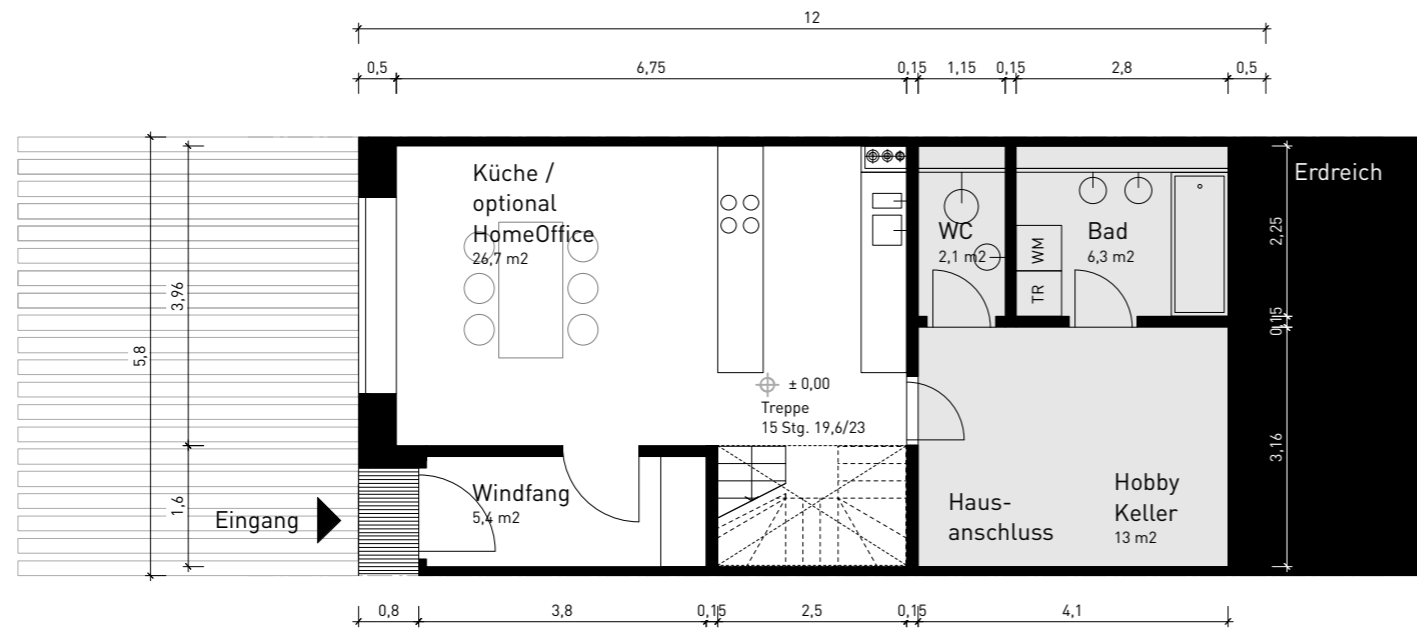 12
0,5 6,75 0,15 1,15 0,15 2,8 0,5
Küche /
optional
HomeOffice
26,7 m2
WC
2,1 m2
Bad
6,3 m2
WM
TR
Erdreich
2,25
0,15
3,16
3,96
5,8
1,6
± 0,00
Treppe
15 Stg. 19,6/23
Eingang
Windfang
5,4 m2
Haus-
anschluss
Hobby
Keller
13 m2
0,8 3,8 0,15 2,5 0,15 4,1